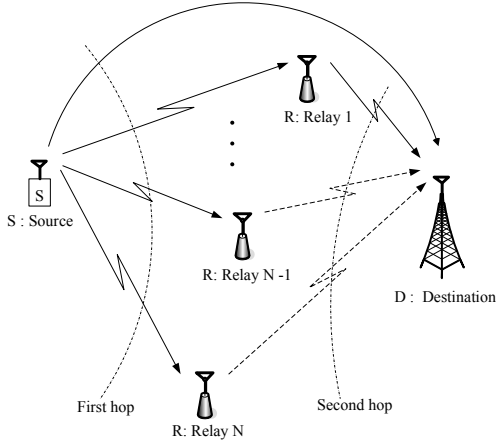 R: Relay 1
S
S : Source
R: Relay N -1
D : Destination
First hop
Second hop
R: Relay N